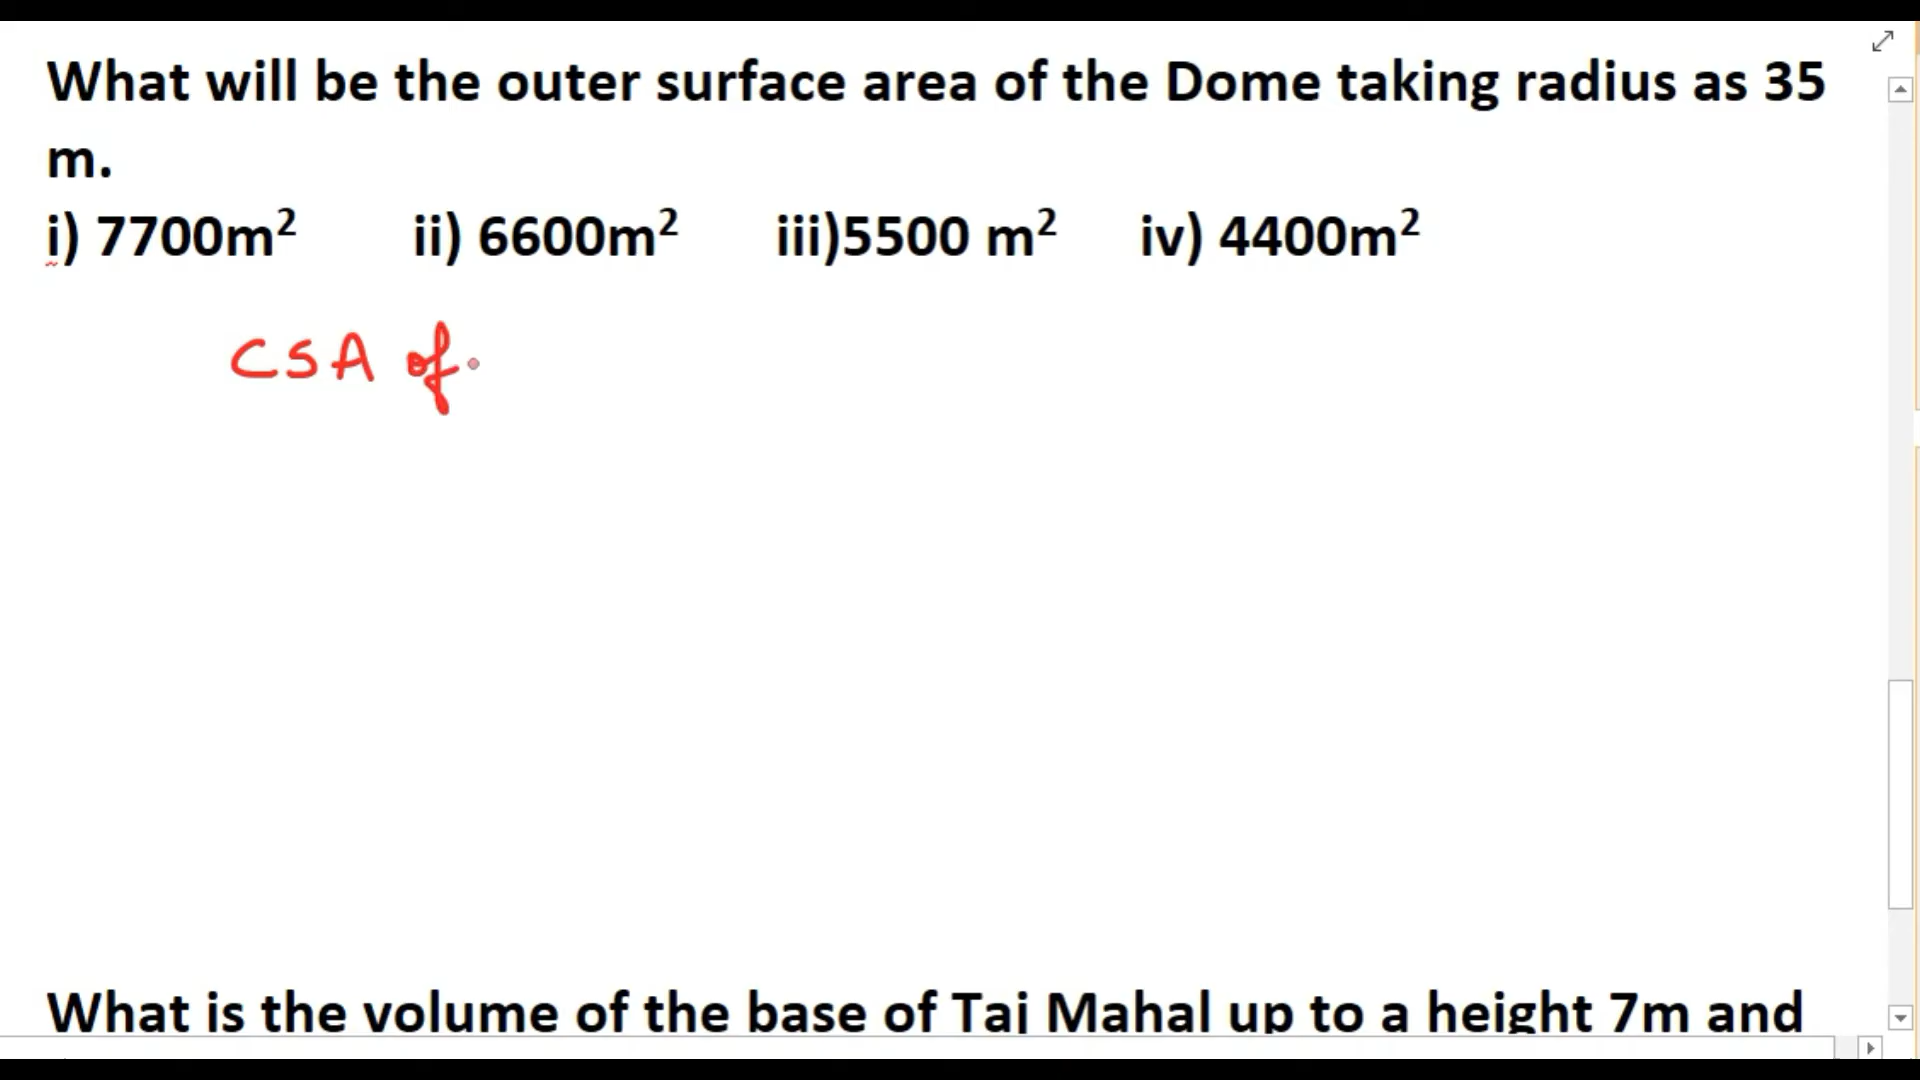 What will be the outer surface area of the Dome taking radius as 35
m.
i) 7700m² ii) 6600m² iii)5500 m² iv) 4400m²
CSA of
What is the volume of the base of Taj Mahal up to a height 7m and